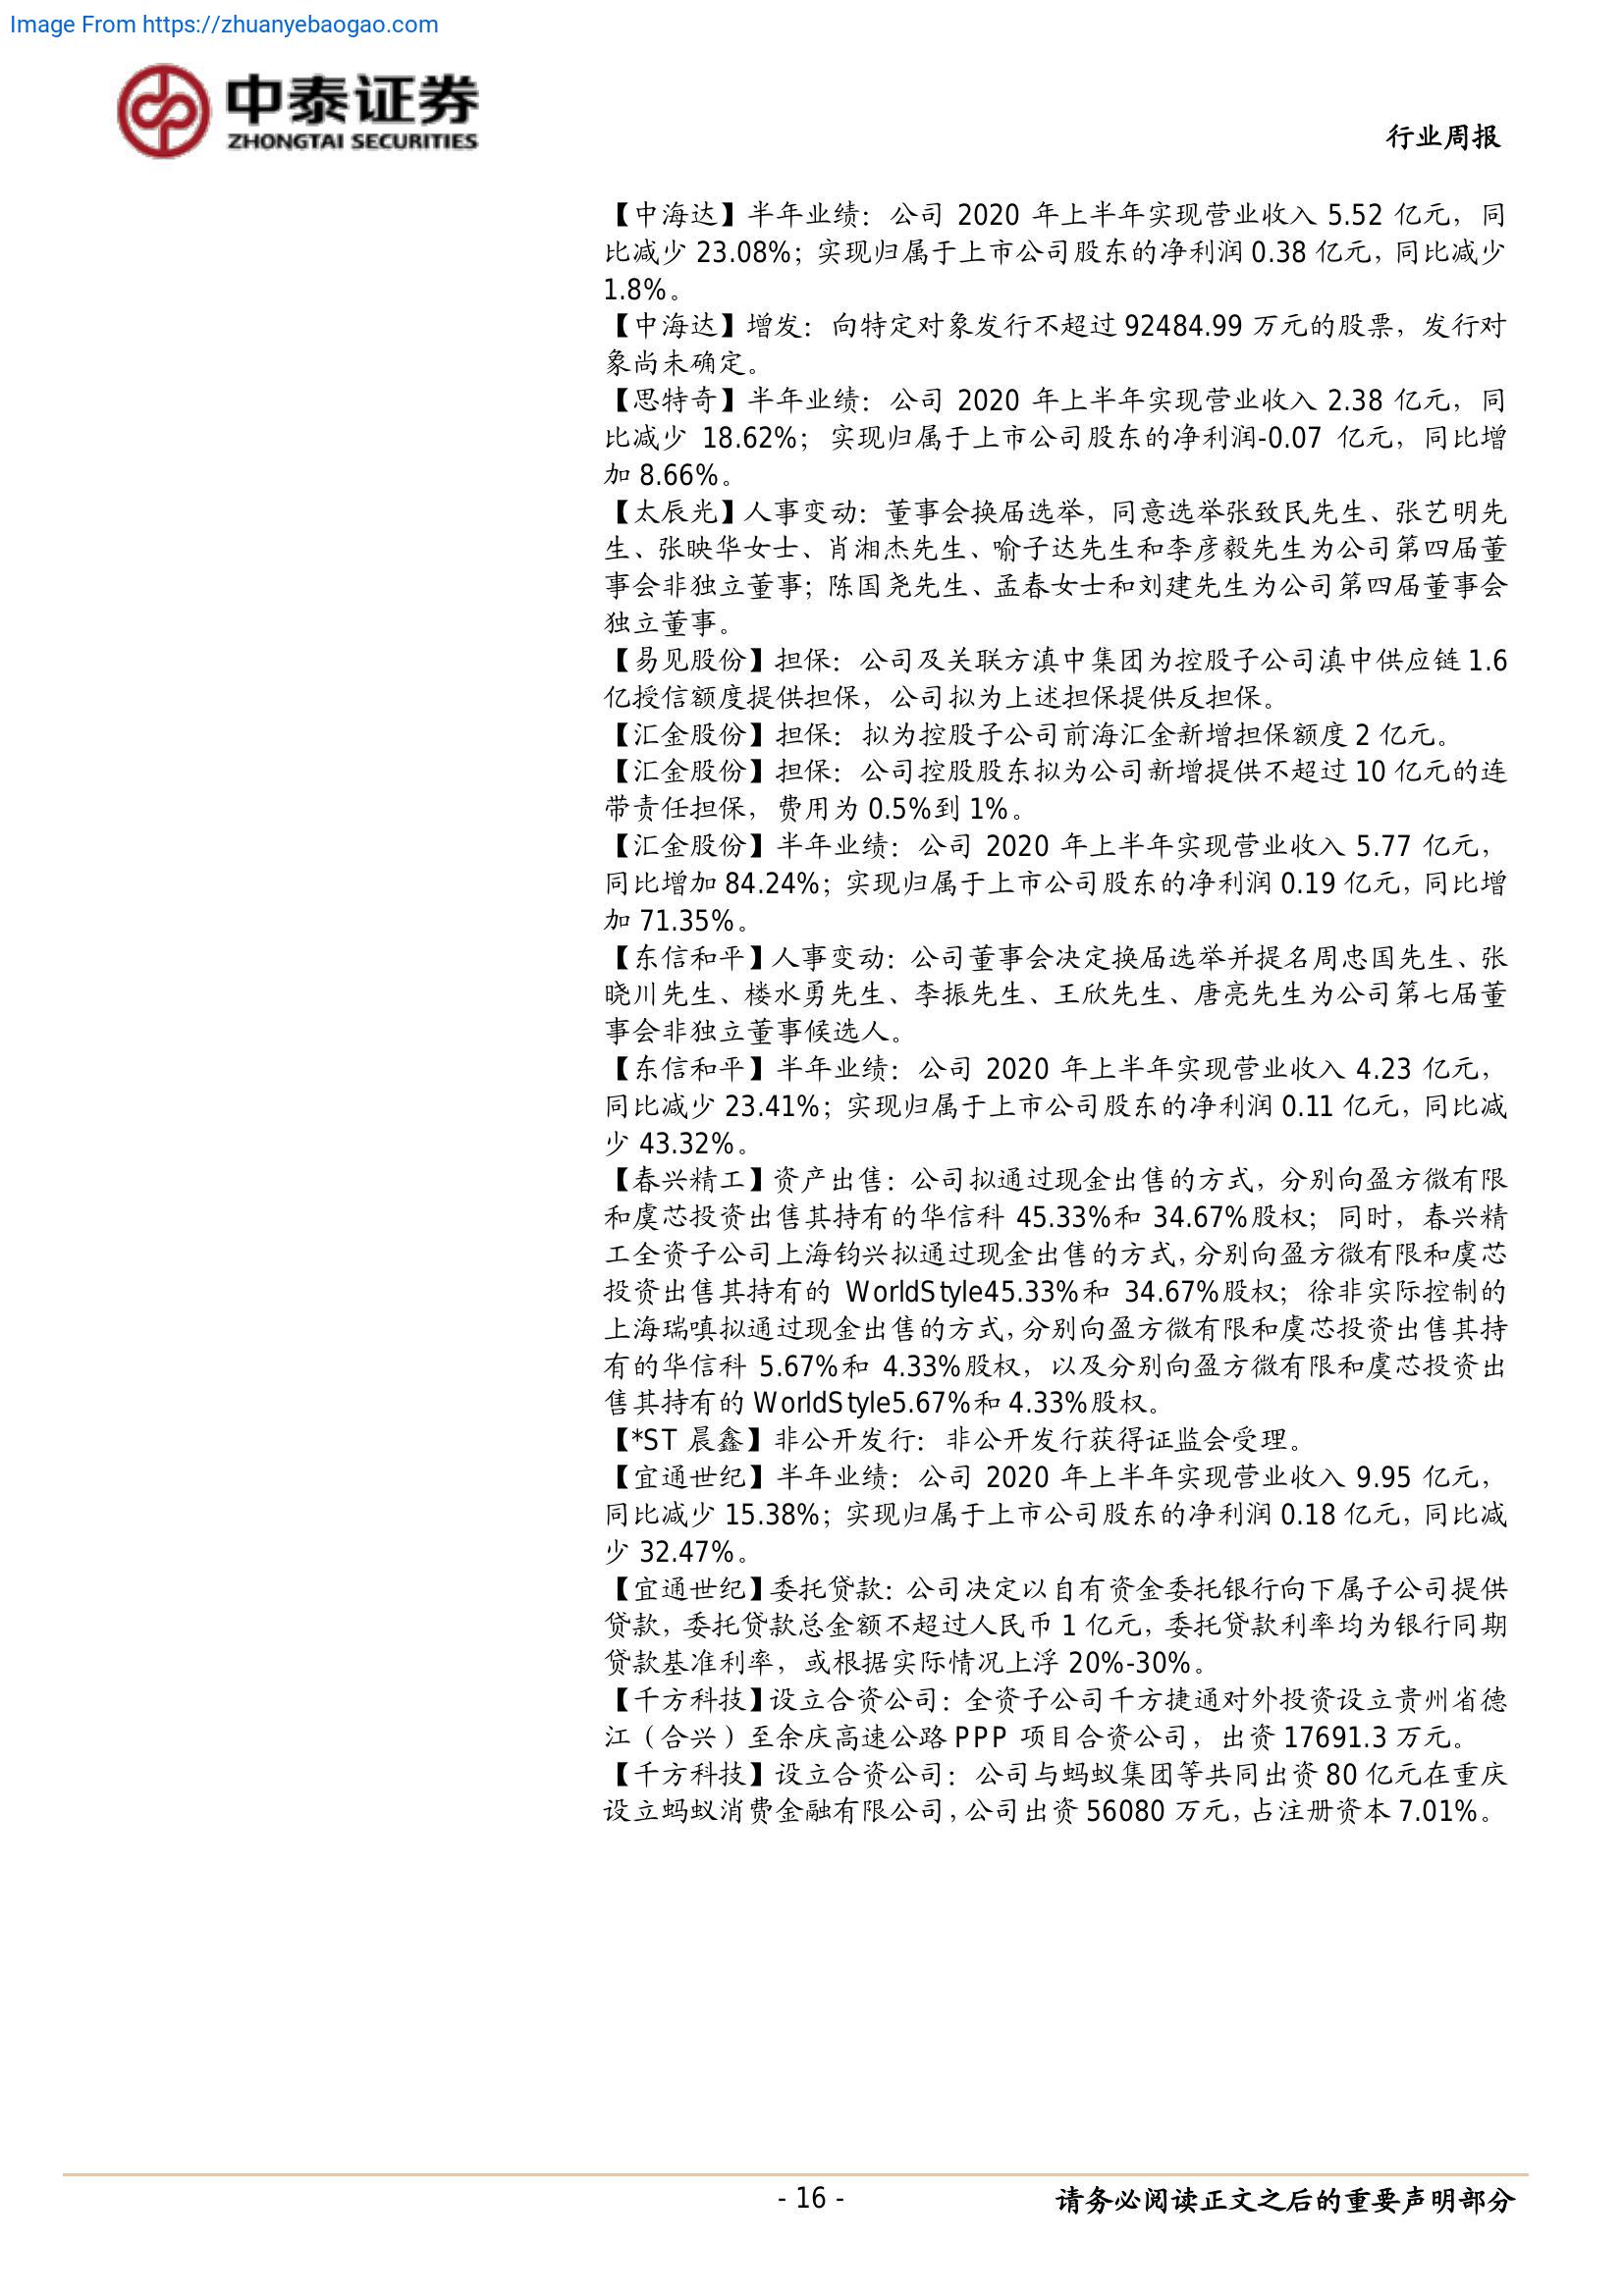 Image From https://zhuanyebaogao.com
中泰证券
ZHONGTAI SECURITIES
行业周报
【中海达】半年业绩：公司 2020 年上半年实现营业收入 5.52 亿元，同
比减少 23.08%；实现归属于上市公司股东的净利润 0.38 亿元，同比减少
1.8%。
【中海达】增发：向特定对象发行不超过 92484.99 万元的股票，发行对
象尚未确定。
【思特奇】半年业绩：公司 2020 年上半年实现营业收入 2.38 亿元，同
比减少 18.62%；实现归属于上市公司股东的净利润-0.07 亿元，同比增
加 8.66%。
【太辰光】人事变动：董事会换届选举，同意选举张致民先生、张艺明先
生、张映华女士、肖湘杰先生、喻子达先生和李彦毅先生为公司第四届董
事会非独立董事；陈国尧先生、孟春女士和刘建先生为公司第四届董事会
独立董事。
【易见股份】担保：公司及关联方滇中集团为控股子公司滇中供应链 1.6
亿授信额度提供担保，公司拟为上述担保提供反担保。
【汇金股份】担保：拟为控股子公司前海汇金新增担保额度 2 亿元。
【汇金股份】担保：公司控股股东拟为公司新增提供不超过 10 亿元的连
带责任担保，费用为 0.5%到 1%。
【汇金股份】半年业绩：公司 2020 年上半年实现营业收入 5.77 亿元，
同比增加 84.24%；实现归属于上市公司股东的净利润 0.19 亿元，同比增
加 71.35%。
【东信和平】人事变动：公司董事会决定换届选举并提名周忠国先生、张
晓川先生、楼水勇先生、李振先生、王欣先生、唐亮先生为公司第七届董
事会非独立董事候选人。
【东信和平】半年业绩：公司 2020 年上半年实现营业收入 4.23 亿元，
同比减少 23.41%；实现归属于上市公司股东的净利润 0.11 亿元，同比减
少 43.32%。
【春兴精工】资产出售：公司拟通过现金出售的方式，分别向盈方微有限
和虞芯投资出售其持有的华信科 45.33%和 34.67%股权；同时，春兴精
工全资子公司上海钧兴拟通过现金出售的方式，分别向盈方微有限和虞芯
投资出售其持有的 WorldStyle45.33%和 34.67%股权；徐非实际控制的
上海瑞嗔拟通过现金出售的方式，分别向盈方微有限和虞芯投资出售其持
有的华信科 5.67%和 4.33%股权，以及分别向盈方微有限和虞芯投资出
售其持有的 WorldStyle5.67%和 4.33%股权。
【*ST 晨鑫】非公开发行：非公开发行获得证监会受理。
【宜通世纪】半年业绩：公司 2020 年上半年实现营业收入 9.95 亿元，
同比减少 15.38%；实现归属于上市公司股东的净利润 0.18 亿元，同比减
少 32.47%。
【宜通世纪】委托贷款：公司决定以自有资金委托银行向下属子公司提供
贷款，委托贷款总金额不超过人民币 1 亿元，委托贷款利率均为银行同期
贷款基准利率，或根据实际情况上浮 20%-30%。
【千方科技】设立合资公司：全资子公司千方捷通对外投资设立贵州省德
江（合兴）至余庆高速公路 PPP 项目合资公司，出资 17691.3 万元。
【千方科技】设立合资公司：公司与蚂蚁集团等共同出资 80 亿元在重庆
设立蚂蚁消费金融有限公司，公司出资 56080 万元，占注册资本 7.01%。
- 16 -
请务必阅读正文之后的重要声明部分